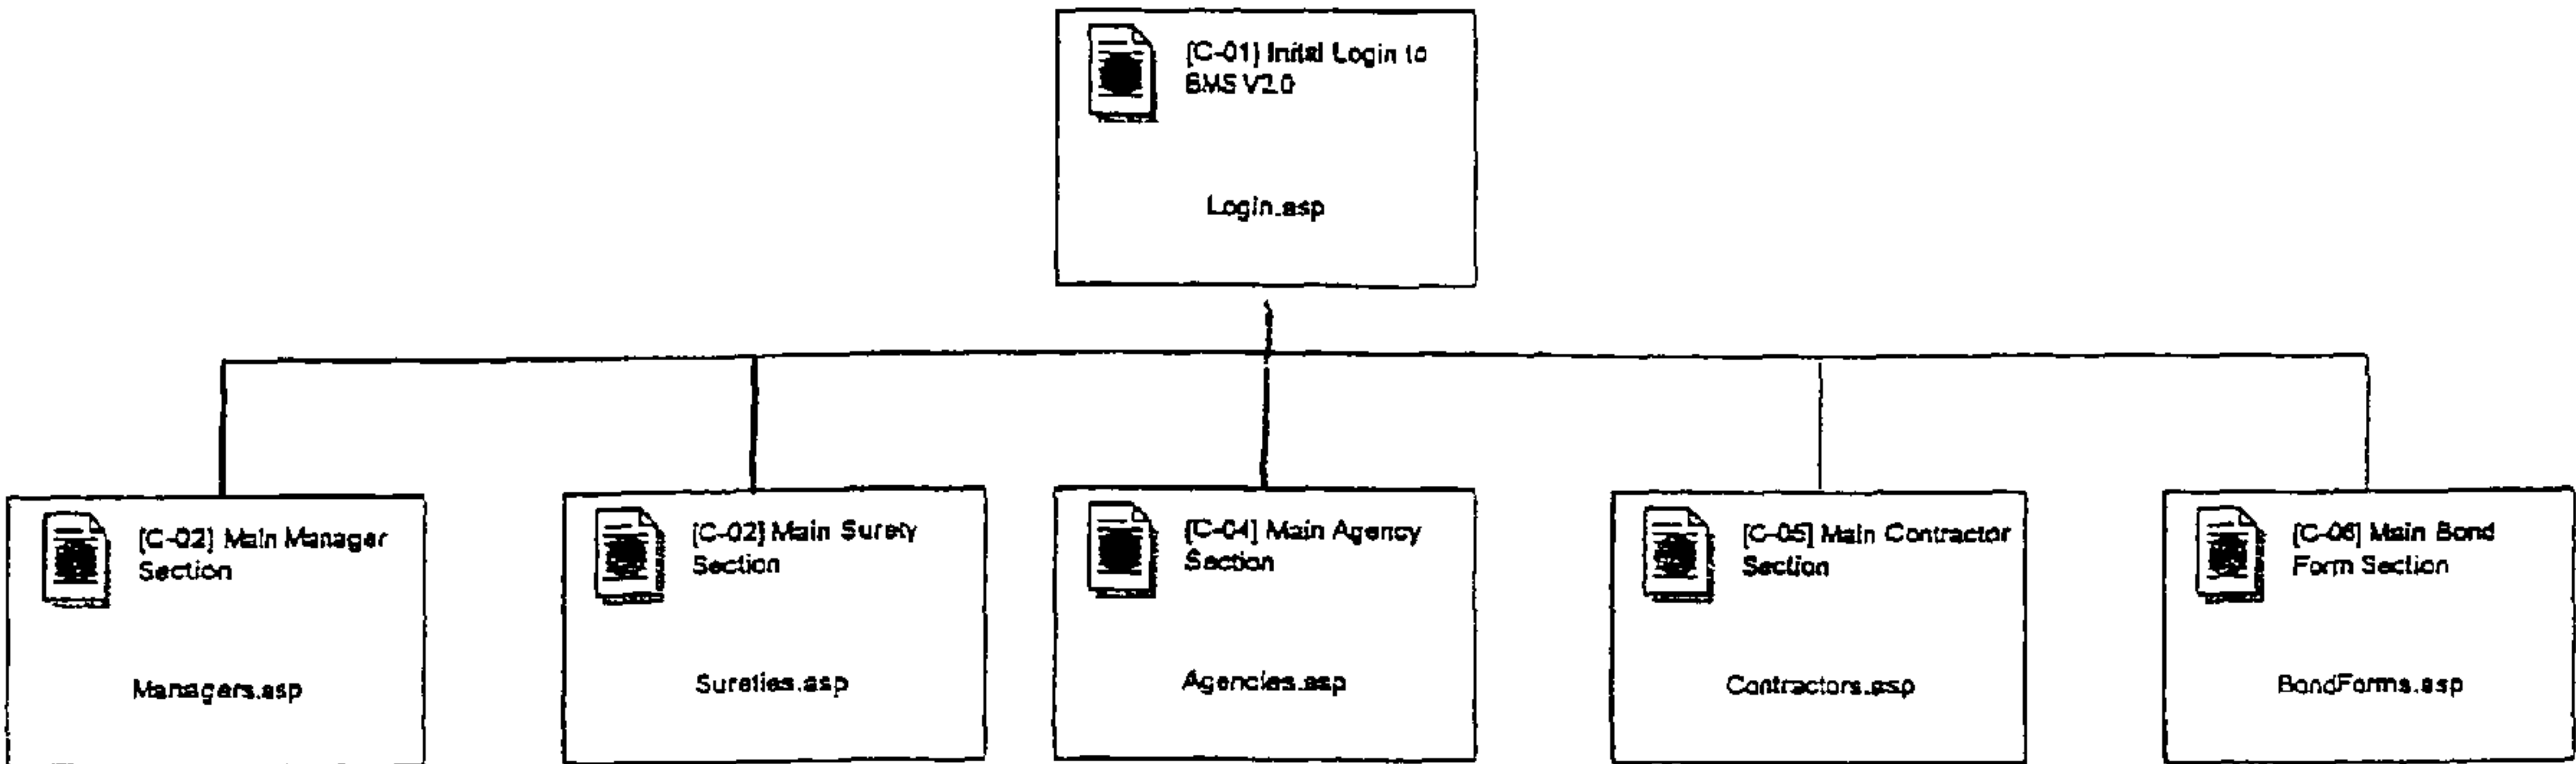 [C-01] Initial Login to
BMS V2.0
Login.asp
[C-02] Main Manager
Section
Managers.asp
[C-02] Main Surety
Section
Sureties.asp
[C-04] Main Agency
Section
Agencies.asp
[C-05] Main Contractor
Section
Contractors.asp
[C-06] Main Bond
Form Section
BondForms.asp